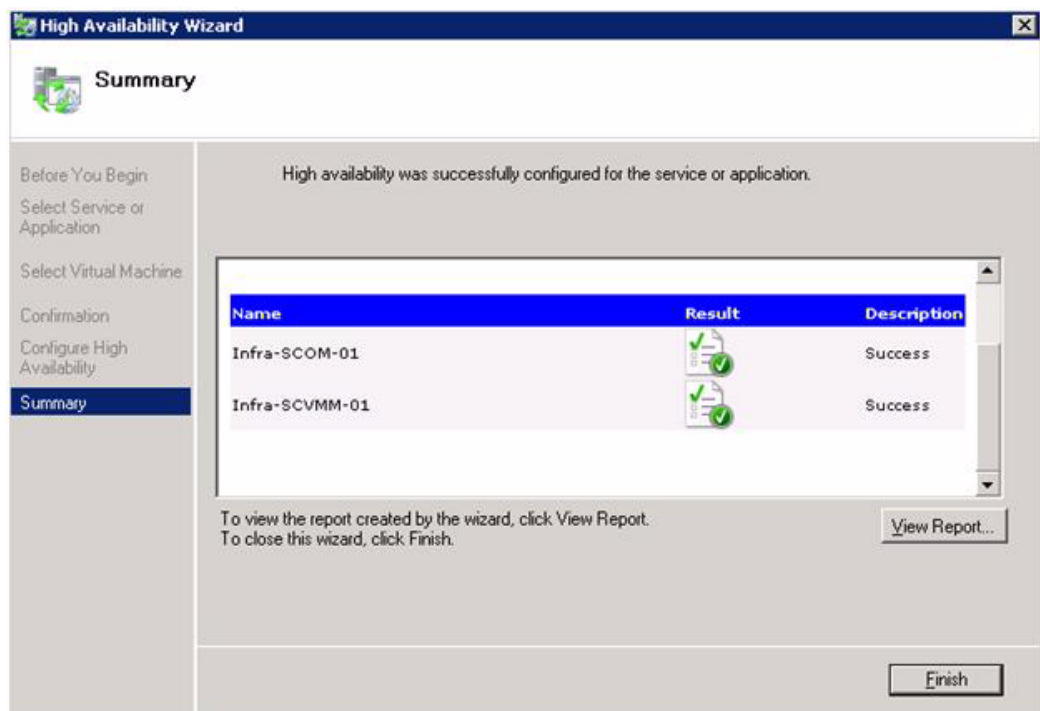 High Availability Wizard
Summary
Before You Begin
Select Service or
Application
Select Virtual Machine
Confirmation
Configure High
Availability
Summary
High availability was successfully configured for the service or application.
Name Result Description
Infra-SCOM-01 Success
Infra-SCVMM-01 Success
To view the report created by the wizard, click View Report.
To close this wizard, click Finish.
View Report...
Finish